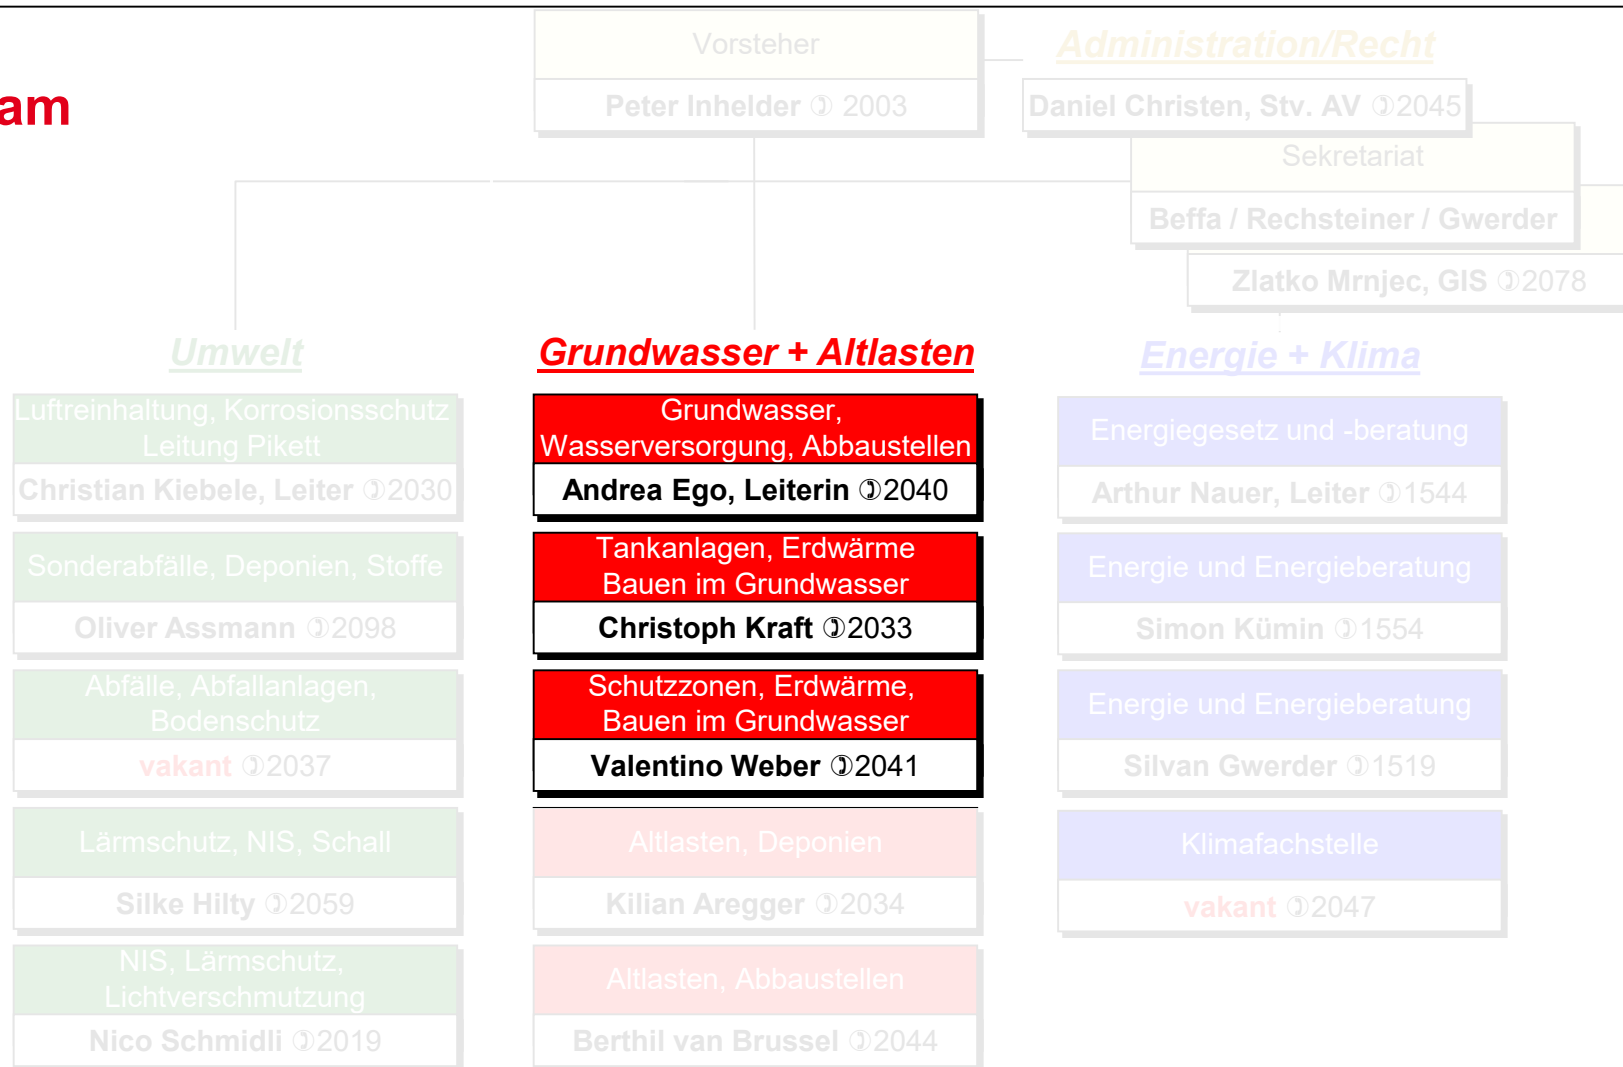 am
Vorsteher
Peter Inhelder ✆ 2003
Administration/Recht
Daniel Christen, Stv. AV ✆2045
Sekretariat
Beffa / Rechsteiner / Gwerder
Zlatko Mrnjec, GIS ✆2078
Umwelt
Luftreinhaltung, Korrosionsschutz
Leitung Pikett
Christian Kiebele, Leiter ✆2030
Sonderabfälle, Deponien, Stoffe
Oliver Assmann ✆2098
Abfälle, Abfallanlagen,
Bodenschutz
vakant ✆2037
Lärmschutz, NIS, Schall
Silke Hilty ✆2059
NIS, Lärmschutz,
Lichtverschmutzung
Nico Schmidli ✆2019
Grundwasser + Altlasten
Grundwasser,
Wasserversorgung, Abbaustellen
Andrea Ego, Leiterin ✆2040
Tankanlagen, Erdwärme
Bauen im Grundwasser
Christoph Kraft ✆2033
Schutzzonen, Erdwärme,
Bauen im Grundwasser
Valentino Weber ✆2041
Altlasten, Deponien
Kilian Aregger ✆2034
Altlasten, Abbaustellen
Berthil van Brussel ✆2044
Energie + Klima
Energiegesetz und -beratung
Arthur Nauer, Leiter ✆1544
Energie und Energieberatung
Simon Kümin ✆1554
Energie und Energieberatung
Silvan Gwerder ✆1519
Klimafachstelle
vakant ✆2047